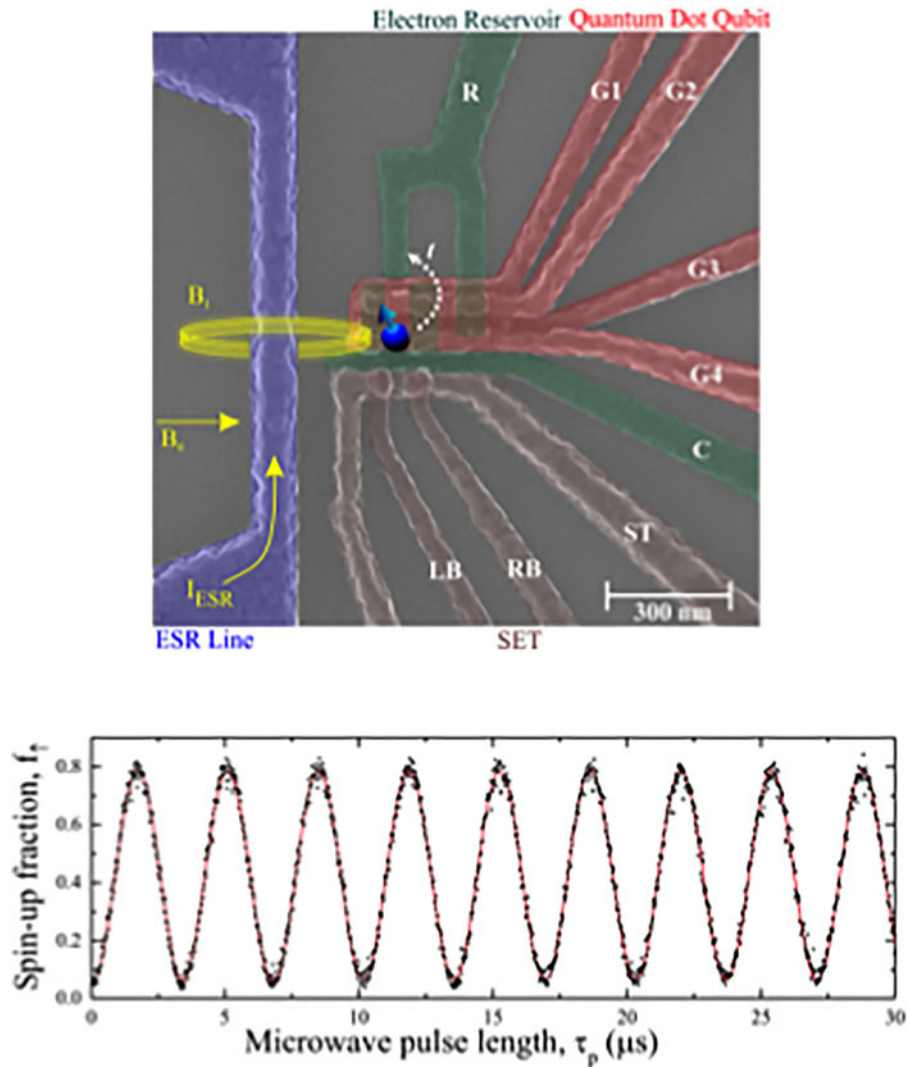 Electron Reservoir Quantum Dot Qubit
R
G1
G2
G3
G4
C
B₁
B₀
I_ESR
LB
RB
ST
300 nm
ESR Line
SET
Spin-up fraction, f↑
0.8
0.6
0.4
0.2
0.0
0
5
10
15
20
25
30
Microwave pulse length, τₚ (μs)